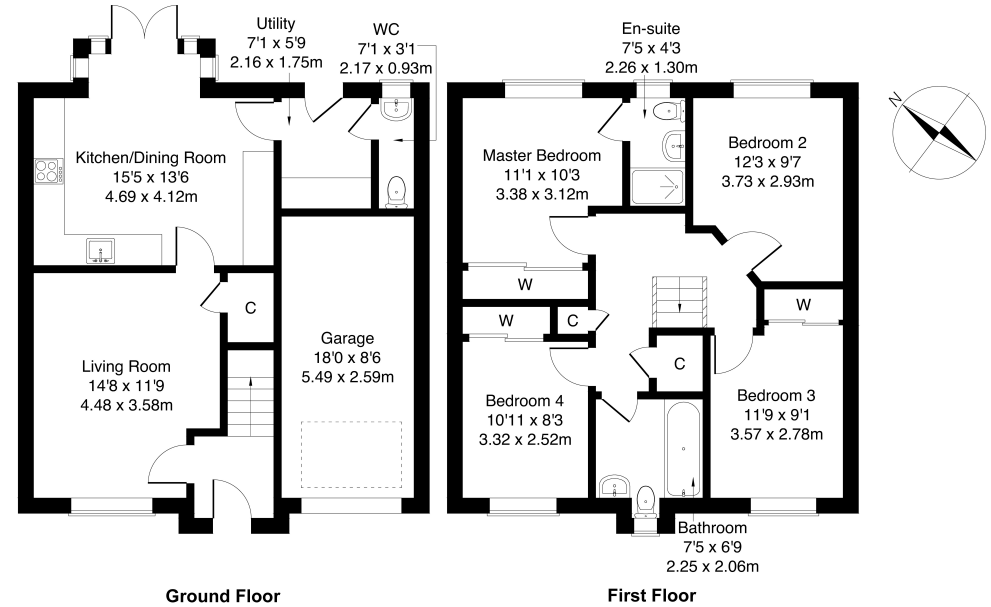 Utility
7'1 x 5'9
2.16 x 1.75m
WC
7'1 x 3'1
2.17 x 0.93m
Kitchen/Dining Room
15'5 x 13'6
4.69 x 4.12m
C
Living Room
14'8 x 11'9
4.48 x 3.58m
Garage
18'0 x 8'6
5.49 x 2.59m
Ground Floor
En-suite
7'5 x 4'3
2.26 x 1.30m
Master Bedroom
11'1 x 10'3
3.38 x 3.12m
Bedroom 2
12'3 x 9'7
3.73 x 2.93m
N
W
W
C
W
C
Bedroom 4
10'11 x 8'3
3.32 x 2.52m
Bedroom 3
11'9 x 9'1
3.57 x 2.78m
Bathroom
7'5 x 6'9
2.25 x 2.06m
First Floor